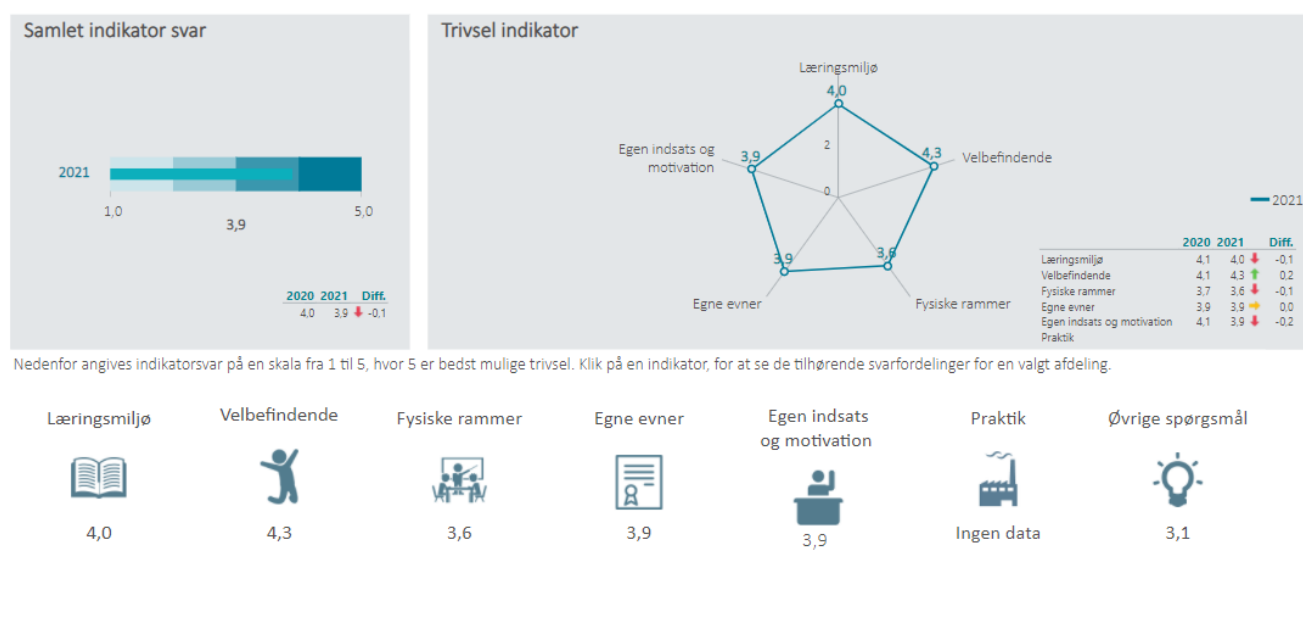 Samlet indikator svar
2021
1,0
5,0
3,9
2020 2021 Diff.
4,0 3,9 -0,1
Trivsel indikator
Læringsmiljø
4,0
Egen indsats og
motivation
3,9
2
0
4,3
Velbefindende
3,9
3,6
Egne evner
Fysiske rammer
2021
2020 2021 Diff.
Læringsmiljø 4,1 4,0 -0,1
Velbefindende 4,1 4,3 0,2
Fysiske rammer 3,7 3,6 -0,1
Egne evner 3,9 3,9 0,0
Egen indsats og motivation 4,1 3,9 -0,2
Praktik
Nedenfor angives indikatorsvar på en skala fra 1 til 5, hvor 5 er bedst mulige trivsel. Klik på en indikator, for at se de tilhørende svarfordelinger for en valgt afdeling.
Læringsmiljø
4,0
Velbefindende
4,3
Fysiske rammer
3,6
Egne evner
3,9
Egen indsats
og motivation
3,9
Praktik
Ingen data
Øvrige spørgsmål
3,1